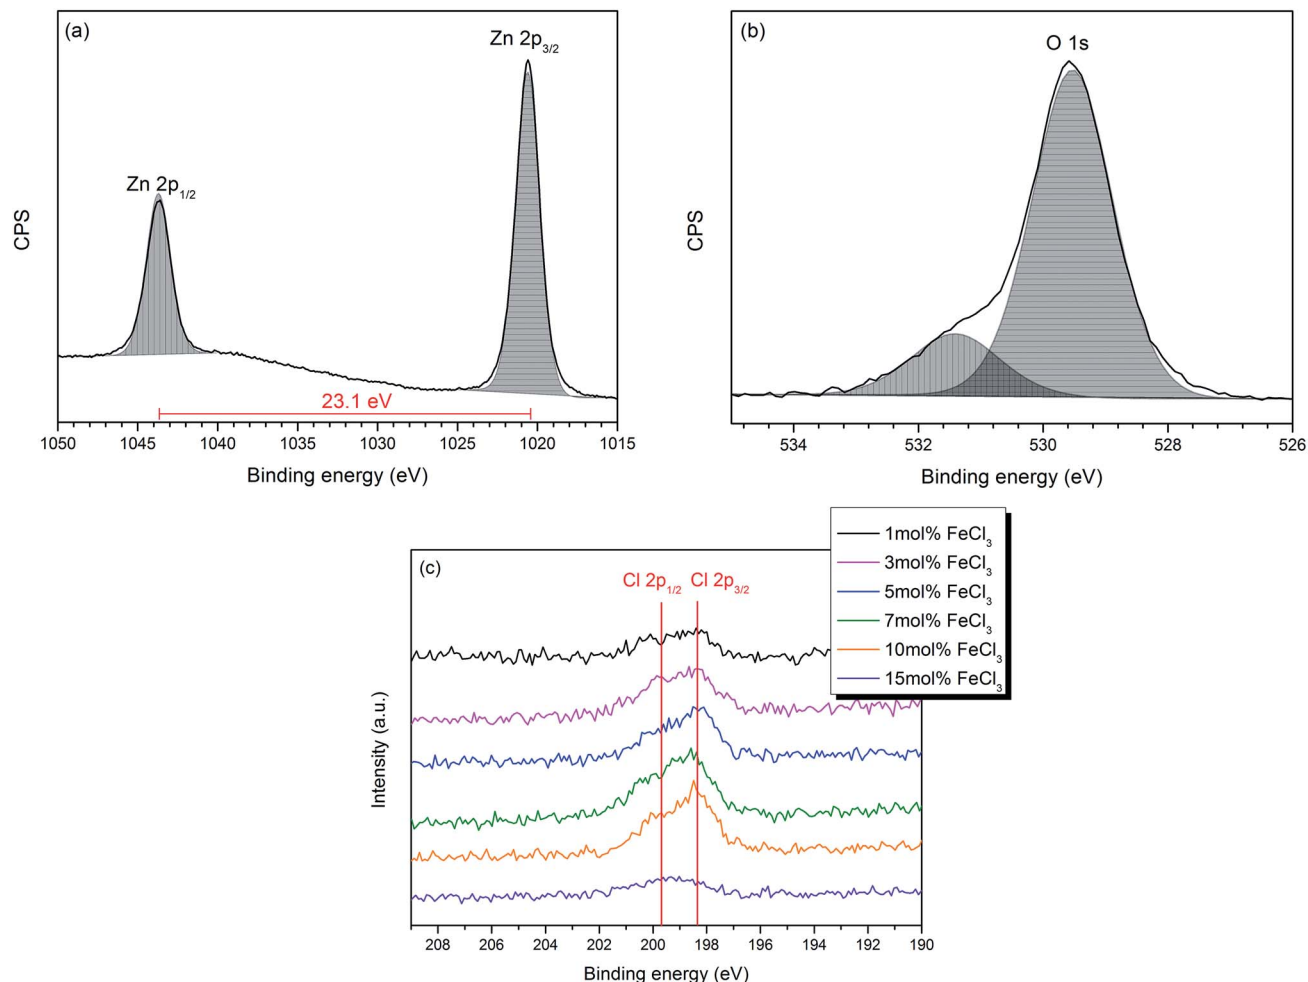 (a)
Zn 2p3/2
Zn 2p1/2
CPS
23.1 eV
1050 1045 1040 1035 1030 1025 1020 1015
Binding energy (eV)
(b)
O 1s
CPS
534 532 530 528 526
Binding energy (eV)
(c)
Cl 2p1/2 Cl 2p3/2
1mol% FeCl3
3mol% FeCl3
5mol% FeCl3
7mol% FeCl3
10mol% FeCl3
15mol% FeCl3
Intensity (a.u.)
208 206 204 202 200 198 196 194 192 190
Binding energy (eV)